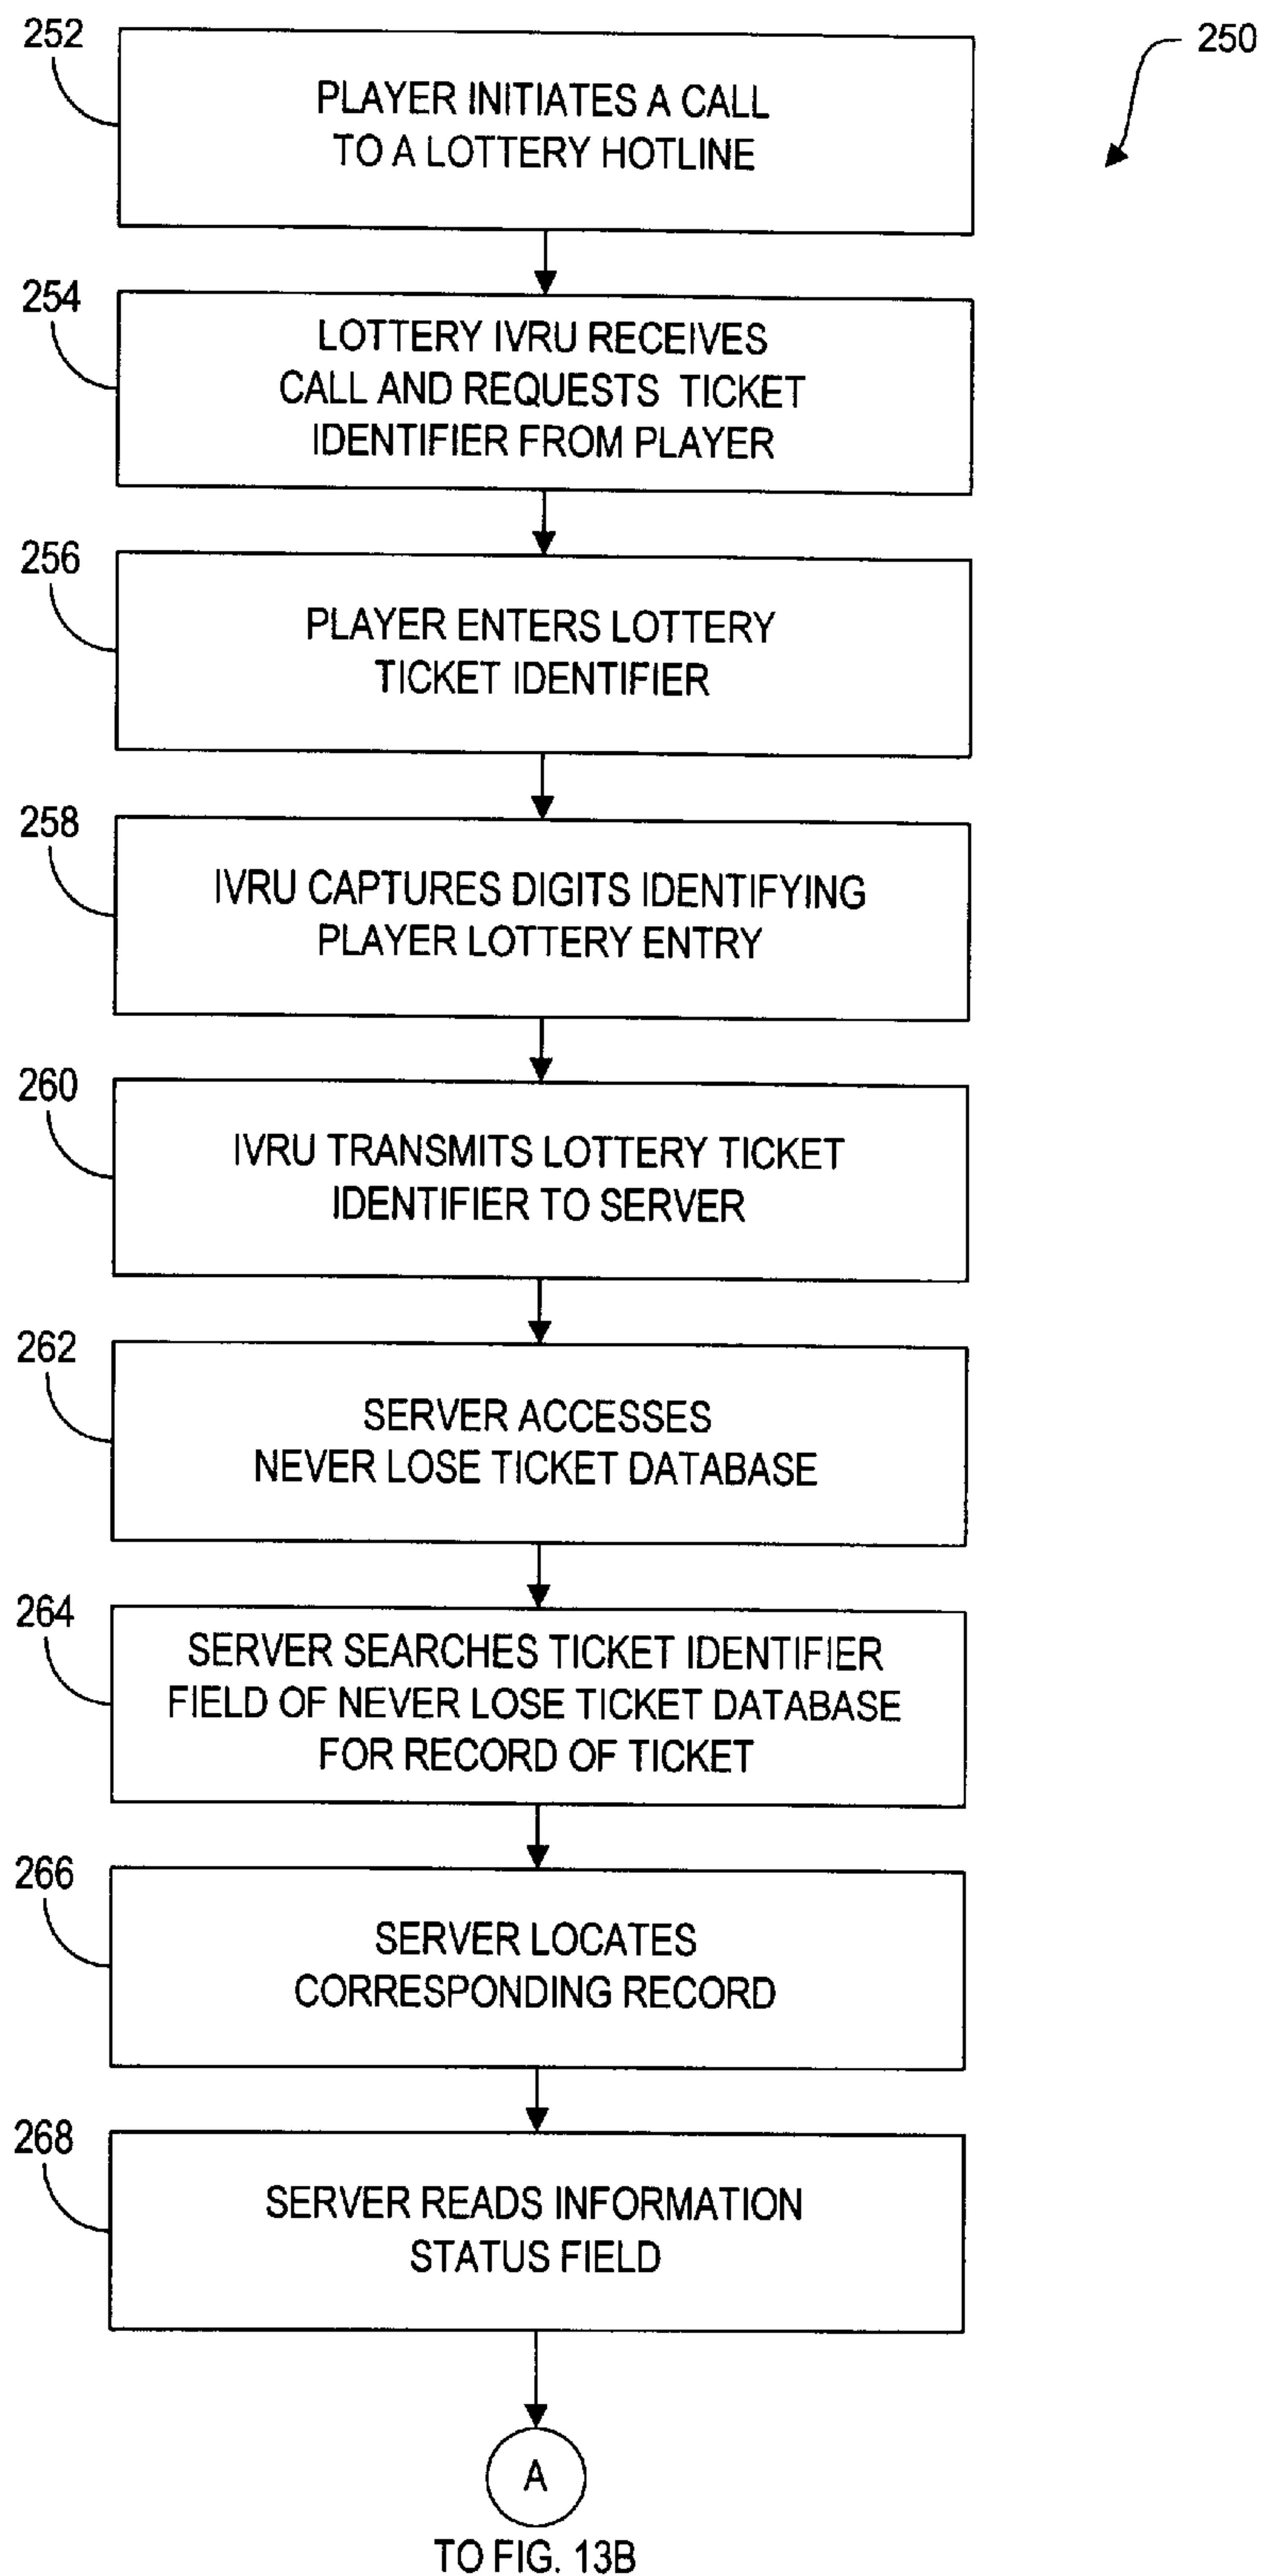 252
250
PLAYER INITIATES A CALL
TO A LOTTERY HOTLINE
254
LOTTERY IVRU RECEIVES
CALL AND REQUESTS TICKET
IDENTIFIER FROM PLAYER
256
PLAYER ENTERS LOTTERY
TICKET IDENTIFIER
258
IVRU CAPTURES DIGITS IDENTIFYING
PLAYER LOTTERY ENTRY
260
IVRU TRANSMITS LOTTERY TICKET
IDENTIFIER TO SERVER
262
SERVER ACCESSES
NEVER LOSE TICKET DATABASE
264
SERVER SEARCHES TICKET IDENTIFIER
FIELD OF NEVER LOSE TICKET DATABASE
FOR RECORD OF TICKET
266
SERVER LOCATES
CORRESPONDING RECORD
268
SERVER READS INFORMATION
STATUS FIELD
A
TO FIG. 13B